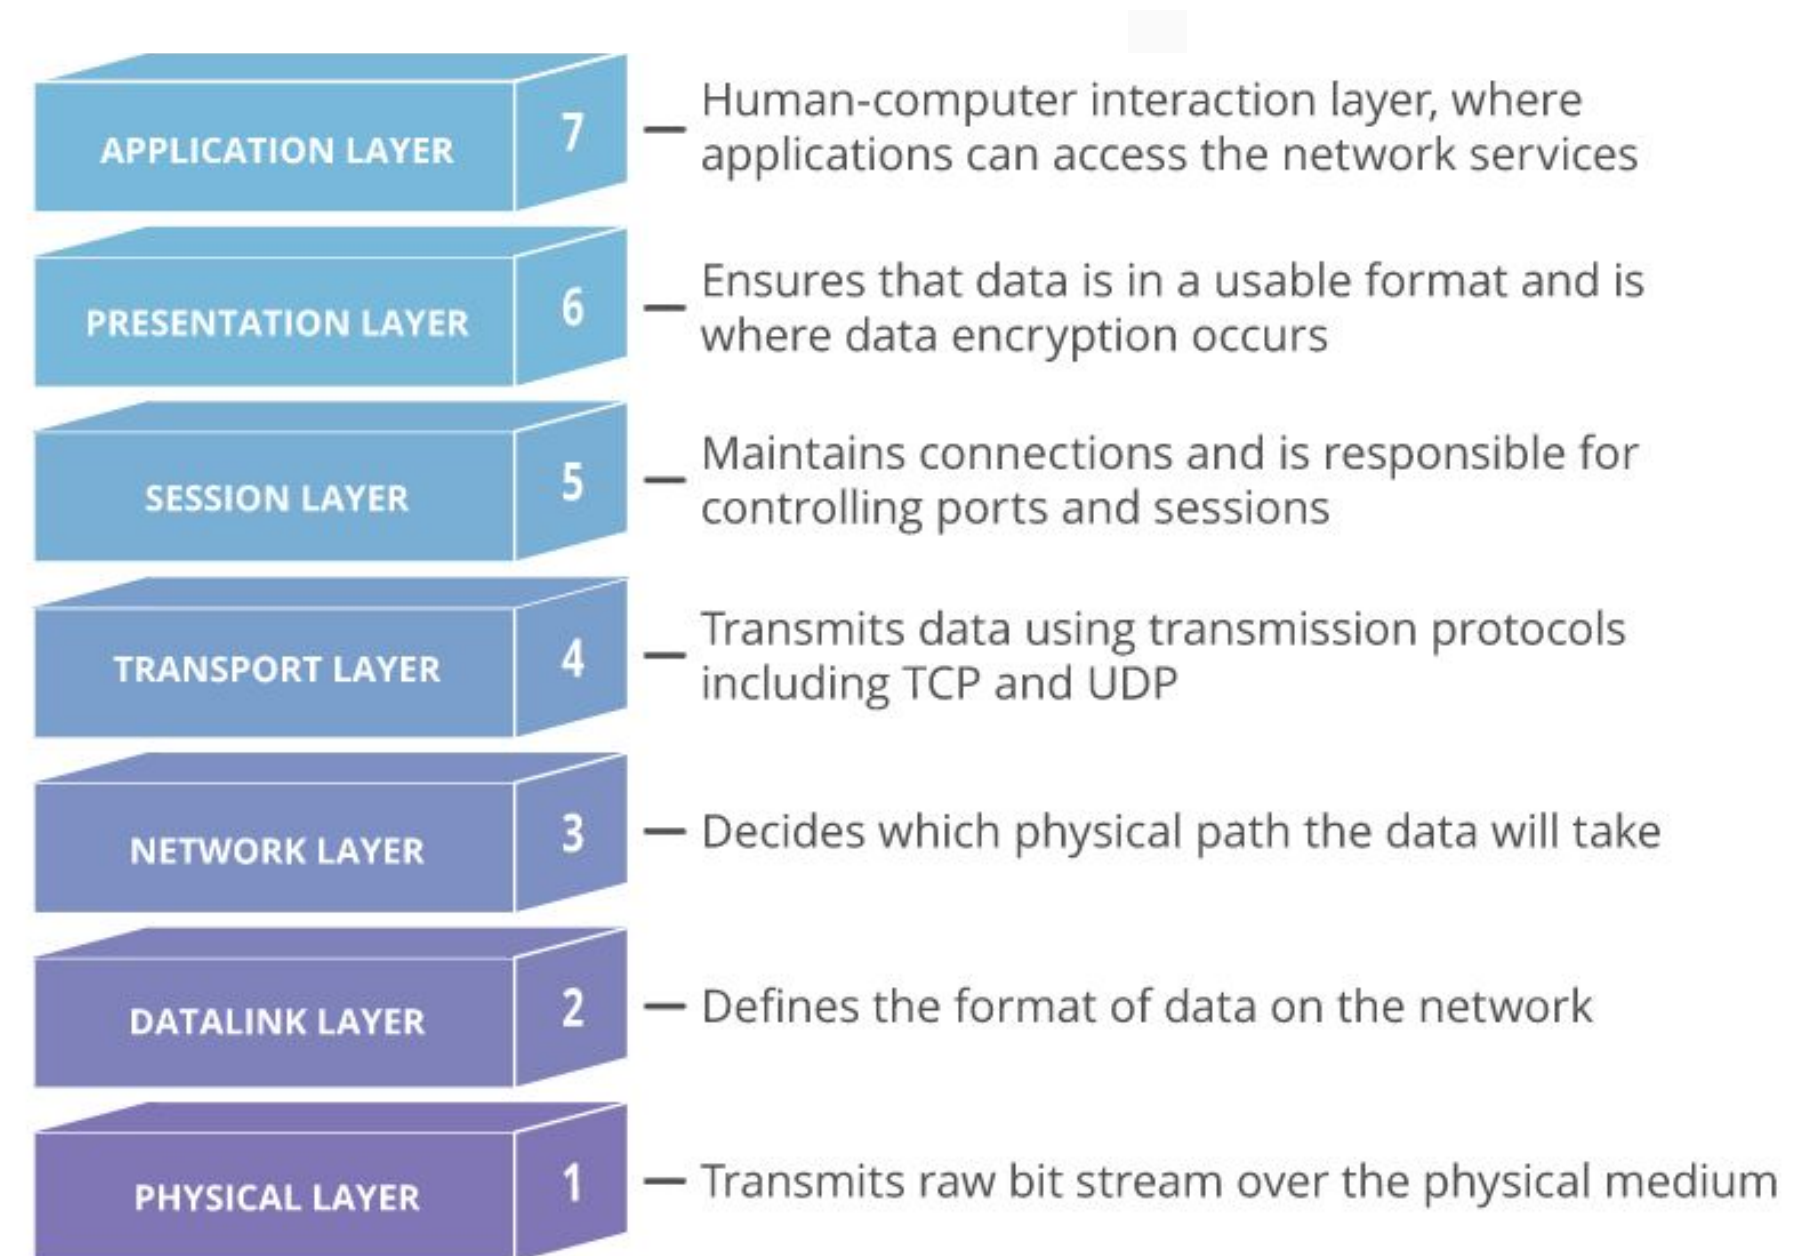 APPLICATION LAYER
7
— Human-computer interaction layer, where
applications can access the network services
PRESENTATION LAYER
6
— Ensures that data is in a usable format and is
where data encryption occurs
SESSION LAYER
5
— Maintains connections and is responsible for
controlling ports and sessions
TRANSPORT LAYER
4
— Transmits data using transmission protocols
including TCP and UDP
NETWORK LAYER
3
— Decides which physical path the data will take
DATALINK LAYER
2
— Defines the format of data on the network
PHYSICAL LAYER
1
— Transmits raw bit stream over the physical medium